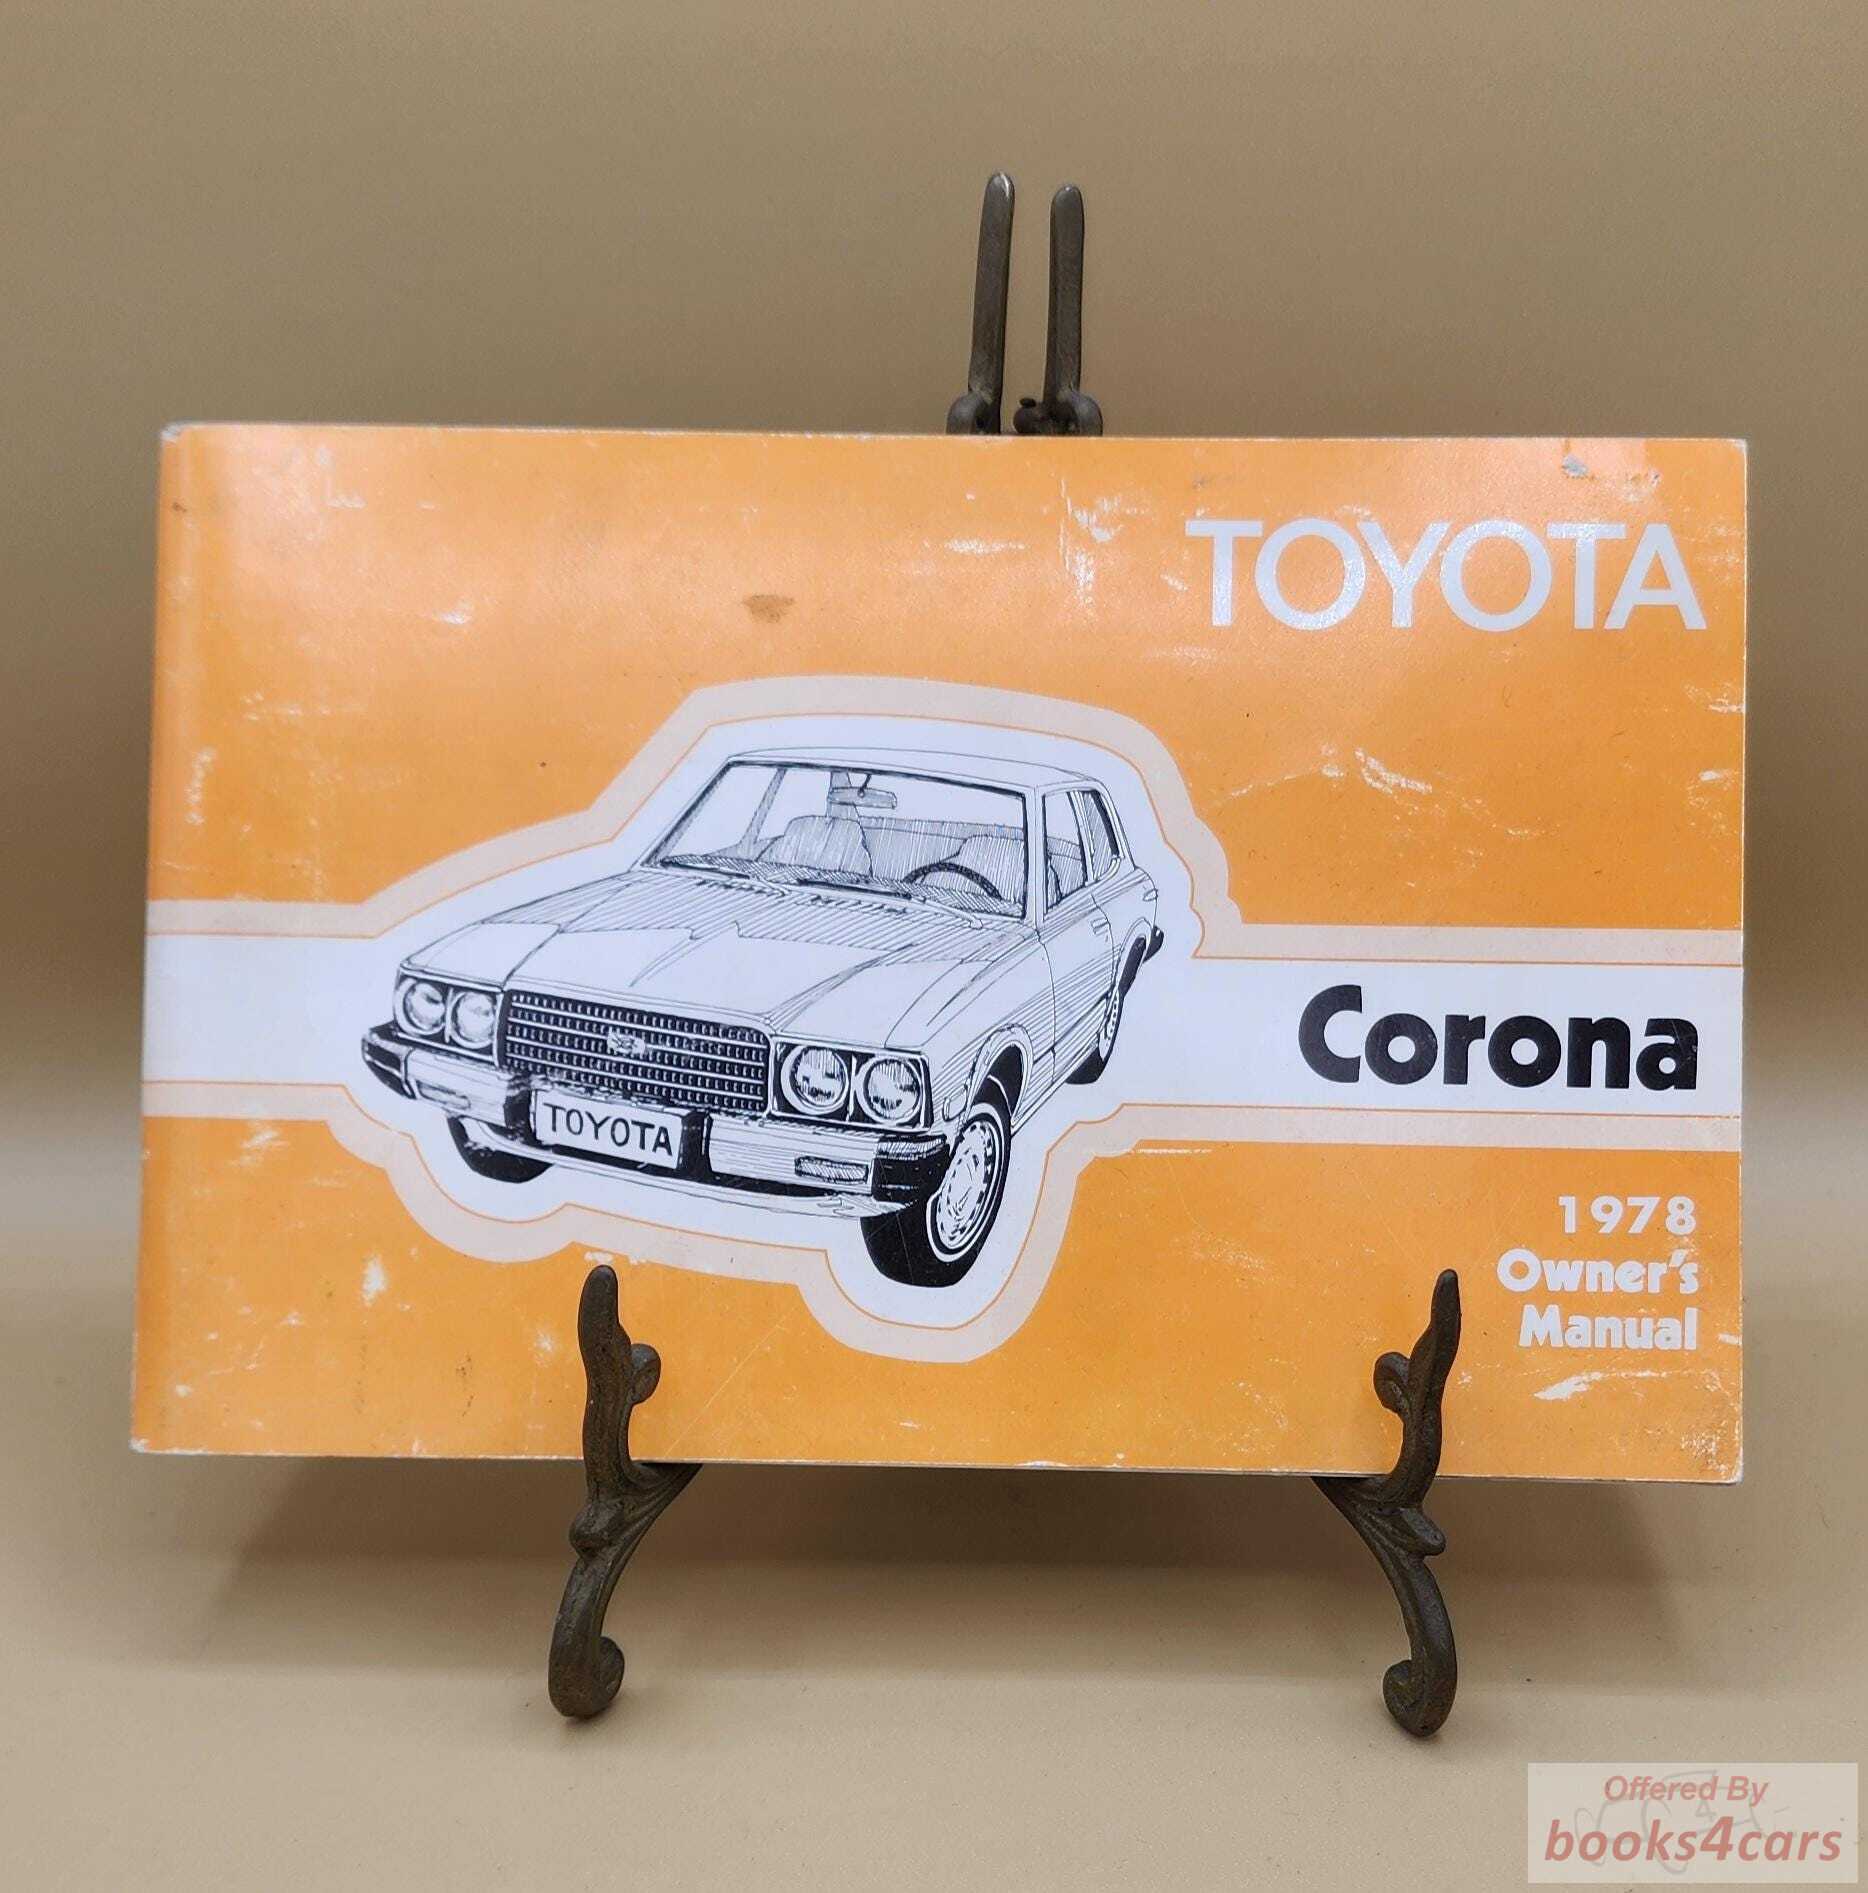 TOYOTA
TOYOTA
Corona
1978
Owner's
Manual
Offered By
books4cars